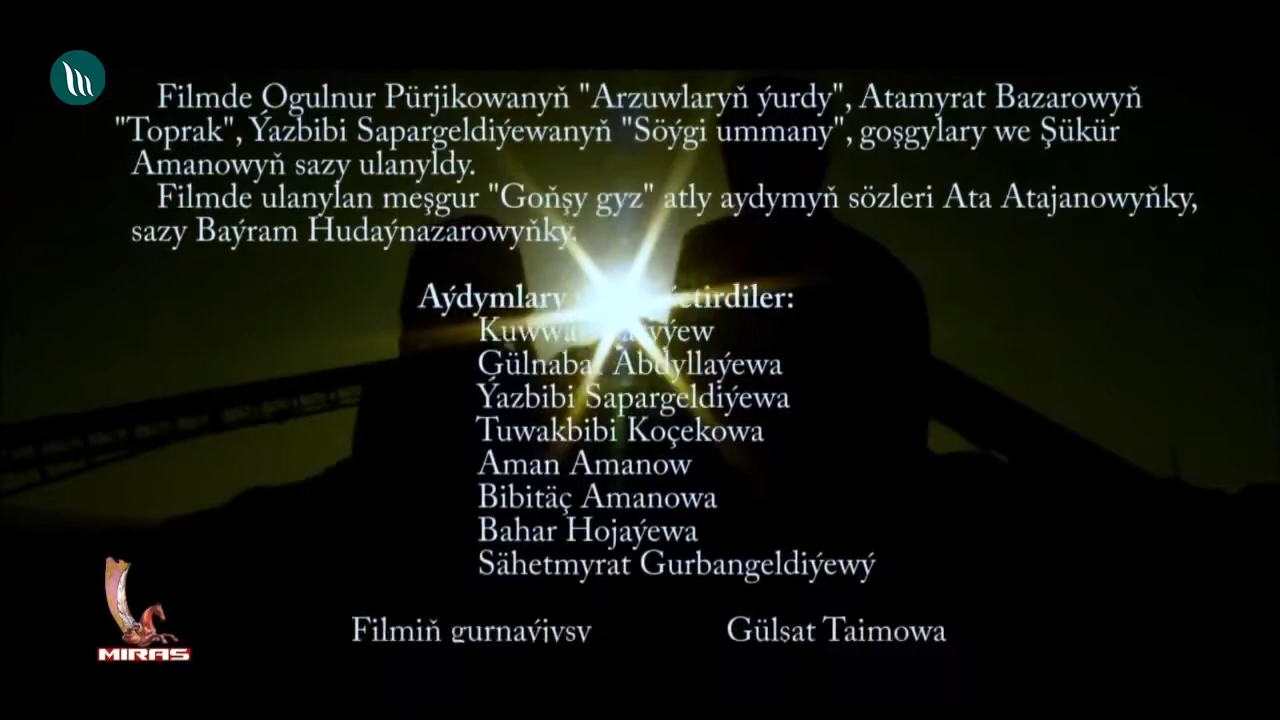 Filmde Ogulnur Pürjikowanyň "Arzuwlaryň ýurdy", Atamyrat Bazarowyň
"Toprak", Ýazbibi Sapargeldiýewanyň "Söýgi ummany", goşgylary we Şükür
Amanowyň sazy ulanyldy.
Filmde ulanylan meşgur "Goňşy gyz" atly aydymyň sözleri Ata Atajanowyňky,
sazy Baýram Hudaýnazarowyňky.
Aýdymlary
Gülnabat Abdyllaýewa
Ýazbibi Sapargeldiýewa
Tuwakbibi Koçekowa
Aman Amanow
Bibitäç Amanowa
Bahar Hojaýewa
Sähetmyrat Gurbangeldiýewý
Filmiň gurnaýjysy Gülşat Taimowa
MIRAS